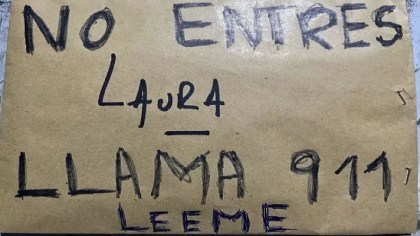 NO ENTRES
LAURA
LLAMA 911
LEEME